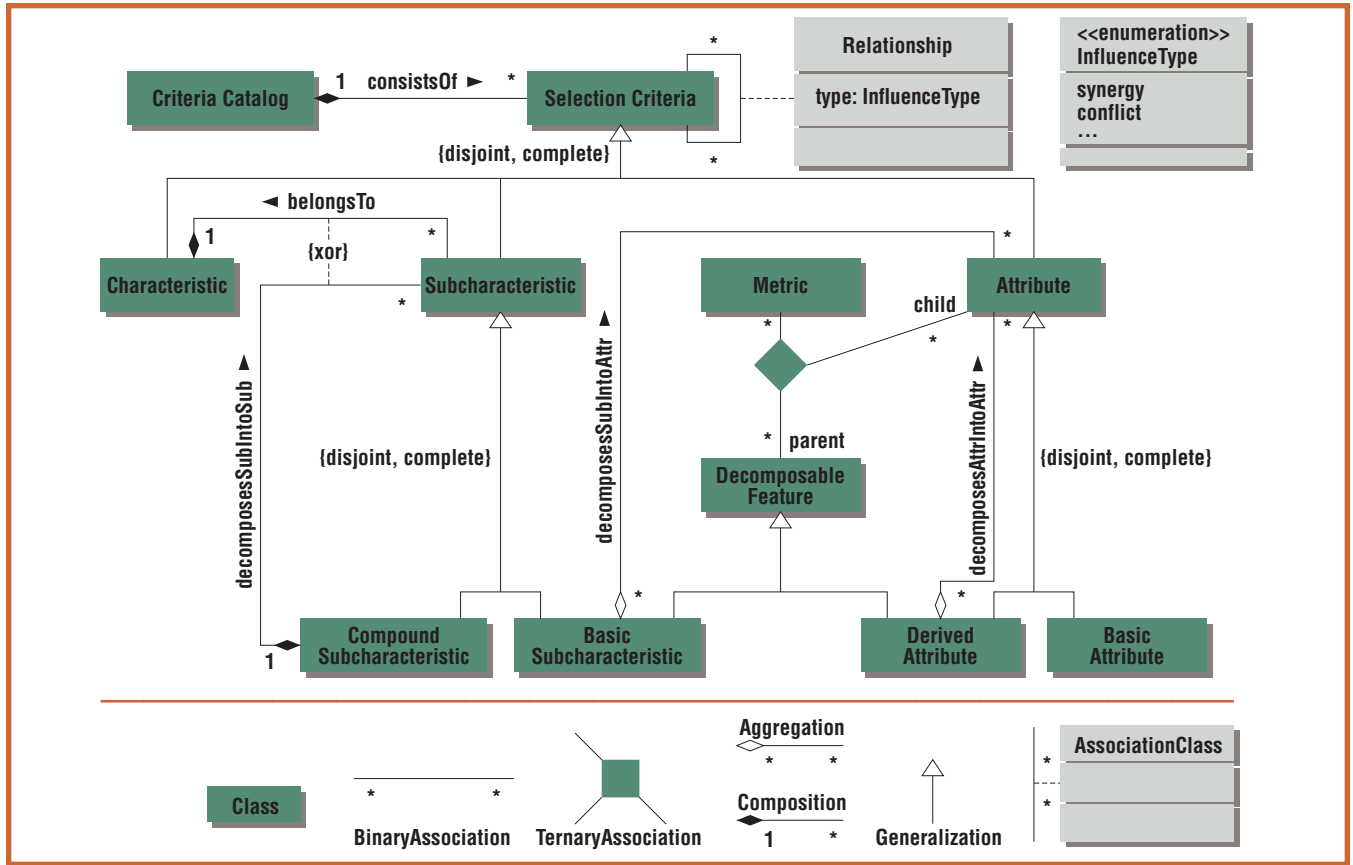 Relationship
type: InfluenceType
<<enumeration>>
InfluenceType
synergy
conflict
...
Criteria Catalog
1 consistsOf ► *
Selection Criteria
*
*
{disjoint, complete}
◄ belongsTo
1
*
{xor}
*
Characteristic
Subcharacteristic
Metric
Attribute
*
child
*
*
*
decomposesSubIntoSub ►
decomposesSubIntoAttr ►
decomposesAttrIntoAttr ►
* parent
{disjoint, complete}
{disjoint, complete}
Decomposable
Feature
*
*
1
Compound
Subcharacteristic
Basic
Subcharacteristic
Derived
Attribute
Basic
Attribute
Class
* *
BinaryAssociation
TernaryAssociation
Aggregation
* *
Composition
1 *
Generalization
*
*
AssociationClass